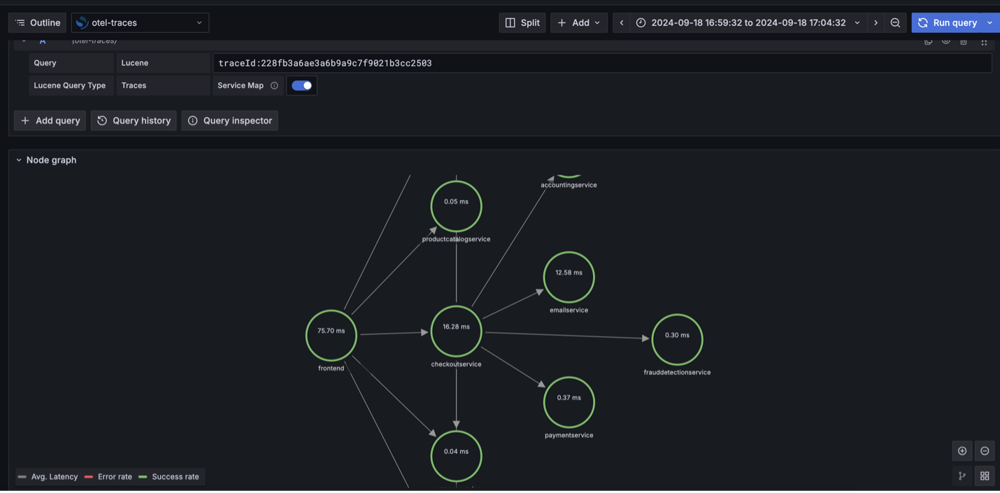 Outline
otel-traces
Split
Add
2024-09-18 16:59:32 to 2024-09-18 17:04:32
Run query
A
(otel-traces)
Query
Lucene
traceId:228fb3a6ae3a6b9a9c7f9021b3cc2503
Lucene Query Type
Traces
Service Map
Add query
Query history
Query inspector
Node graph
accountingservice
0.05 ms
productcatalogservice
12.58 ms
emailservice
75.70 ms
frontend
16.28 ms
checkoutservice
0.30 ms
frauddetectionservice
0.37 ms
paymentservice
0.04 ms
Avg. Latency
Error rate
Success rate